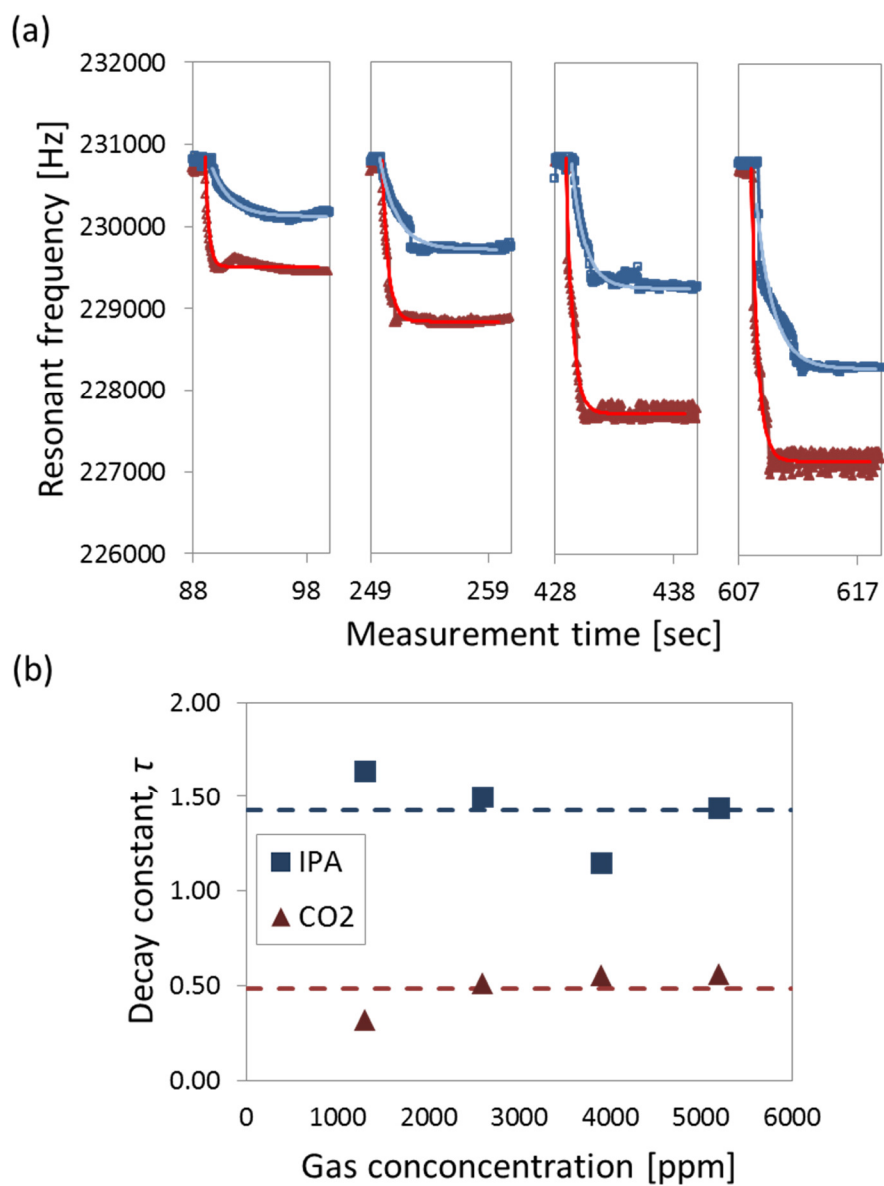 (a)
232000
231000
230000
229000
228000
227000
226000
Resonant frequency [Hz]
88 98 249 259 428 438 607 617
Measurement time [sec]
(b)
2.00
1.50
1.00
0.50
0.00
Decay constant, τ
IPA
CO2
0 1000 2000 3000 4000 5000 6000
Gas conconcentration [ppm]